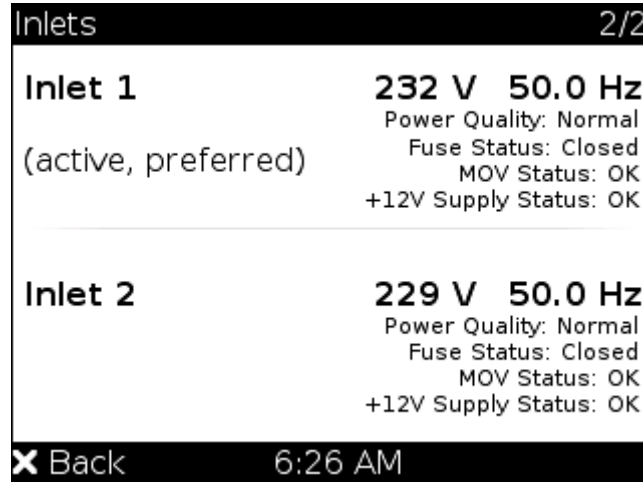 Inlets 2/2
Inlet 1 232 V 50.0 Hz
Power Quality: Normal
(active, preferred) Fuse Status: Closed
MOV Status: OK
+12V Supply Status: OK
Inlet 2 229 V 50.0 Hz
Power Quality: Normal
Fuse Status: Closed
MOV Status: OK
+12V Supply Status: OK
Back 6:26 AM